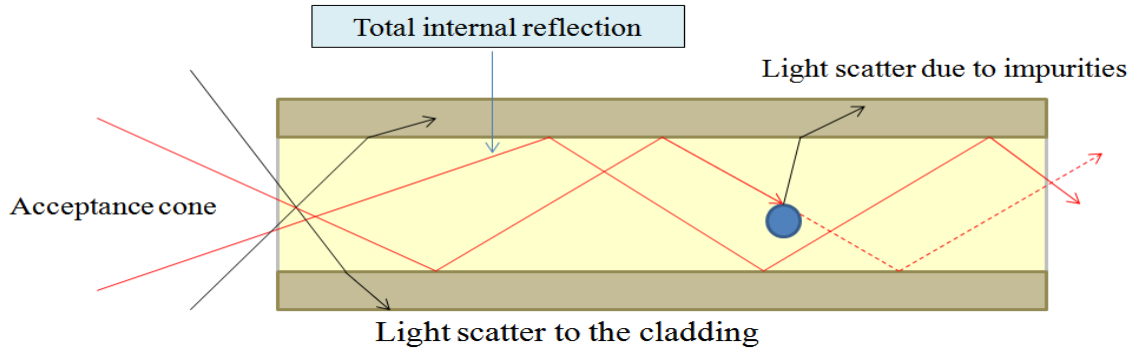 Total internal reflection
Light scatter due to impurities
Acceptance cone
Light scatter to the cladding